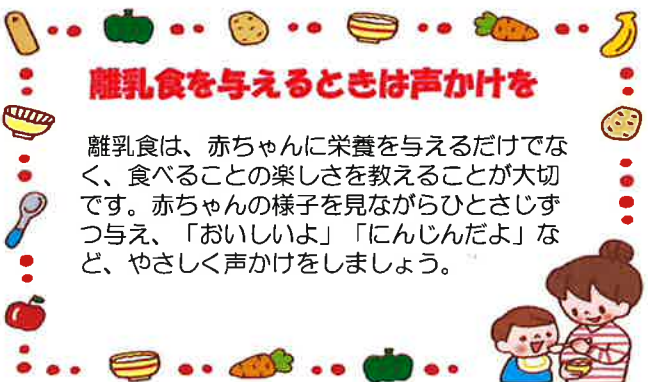 離乳食を与えるときは声かけを
離乳食は、赤ちゃんに栄養を与えるだけでな
く、食べることの楽しさを教えることが大切
です。赤ちゃんの様子を見ながらひとさじず
つ与え、「おいしいよ」「にんじんだよ」な
ど、やさしく声かけをしましょう。